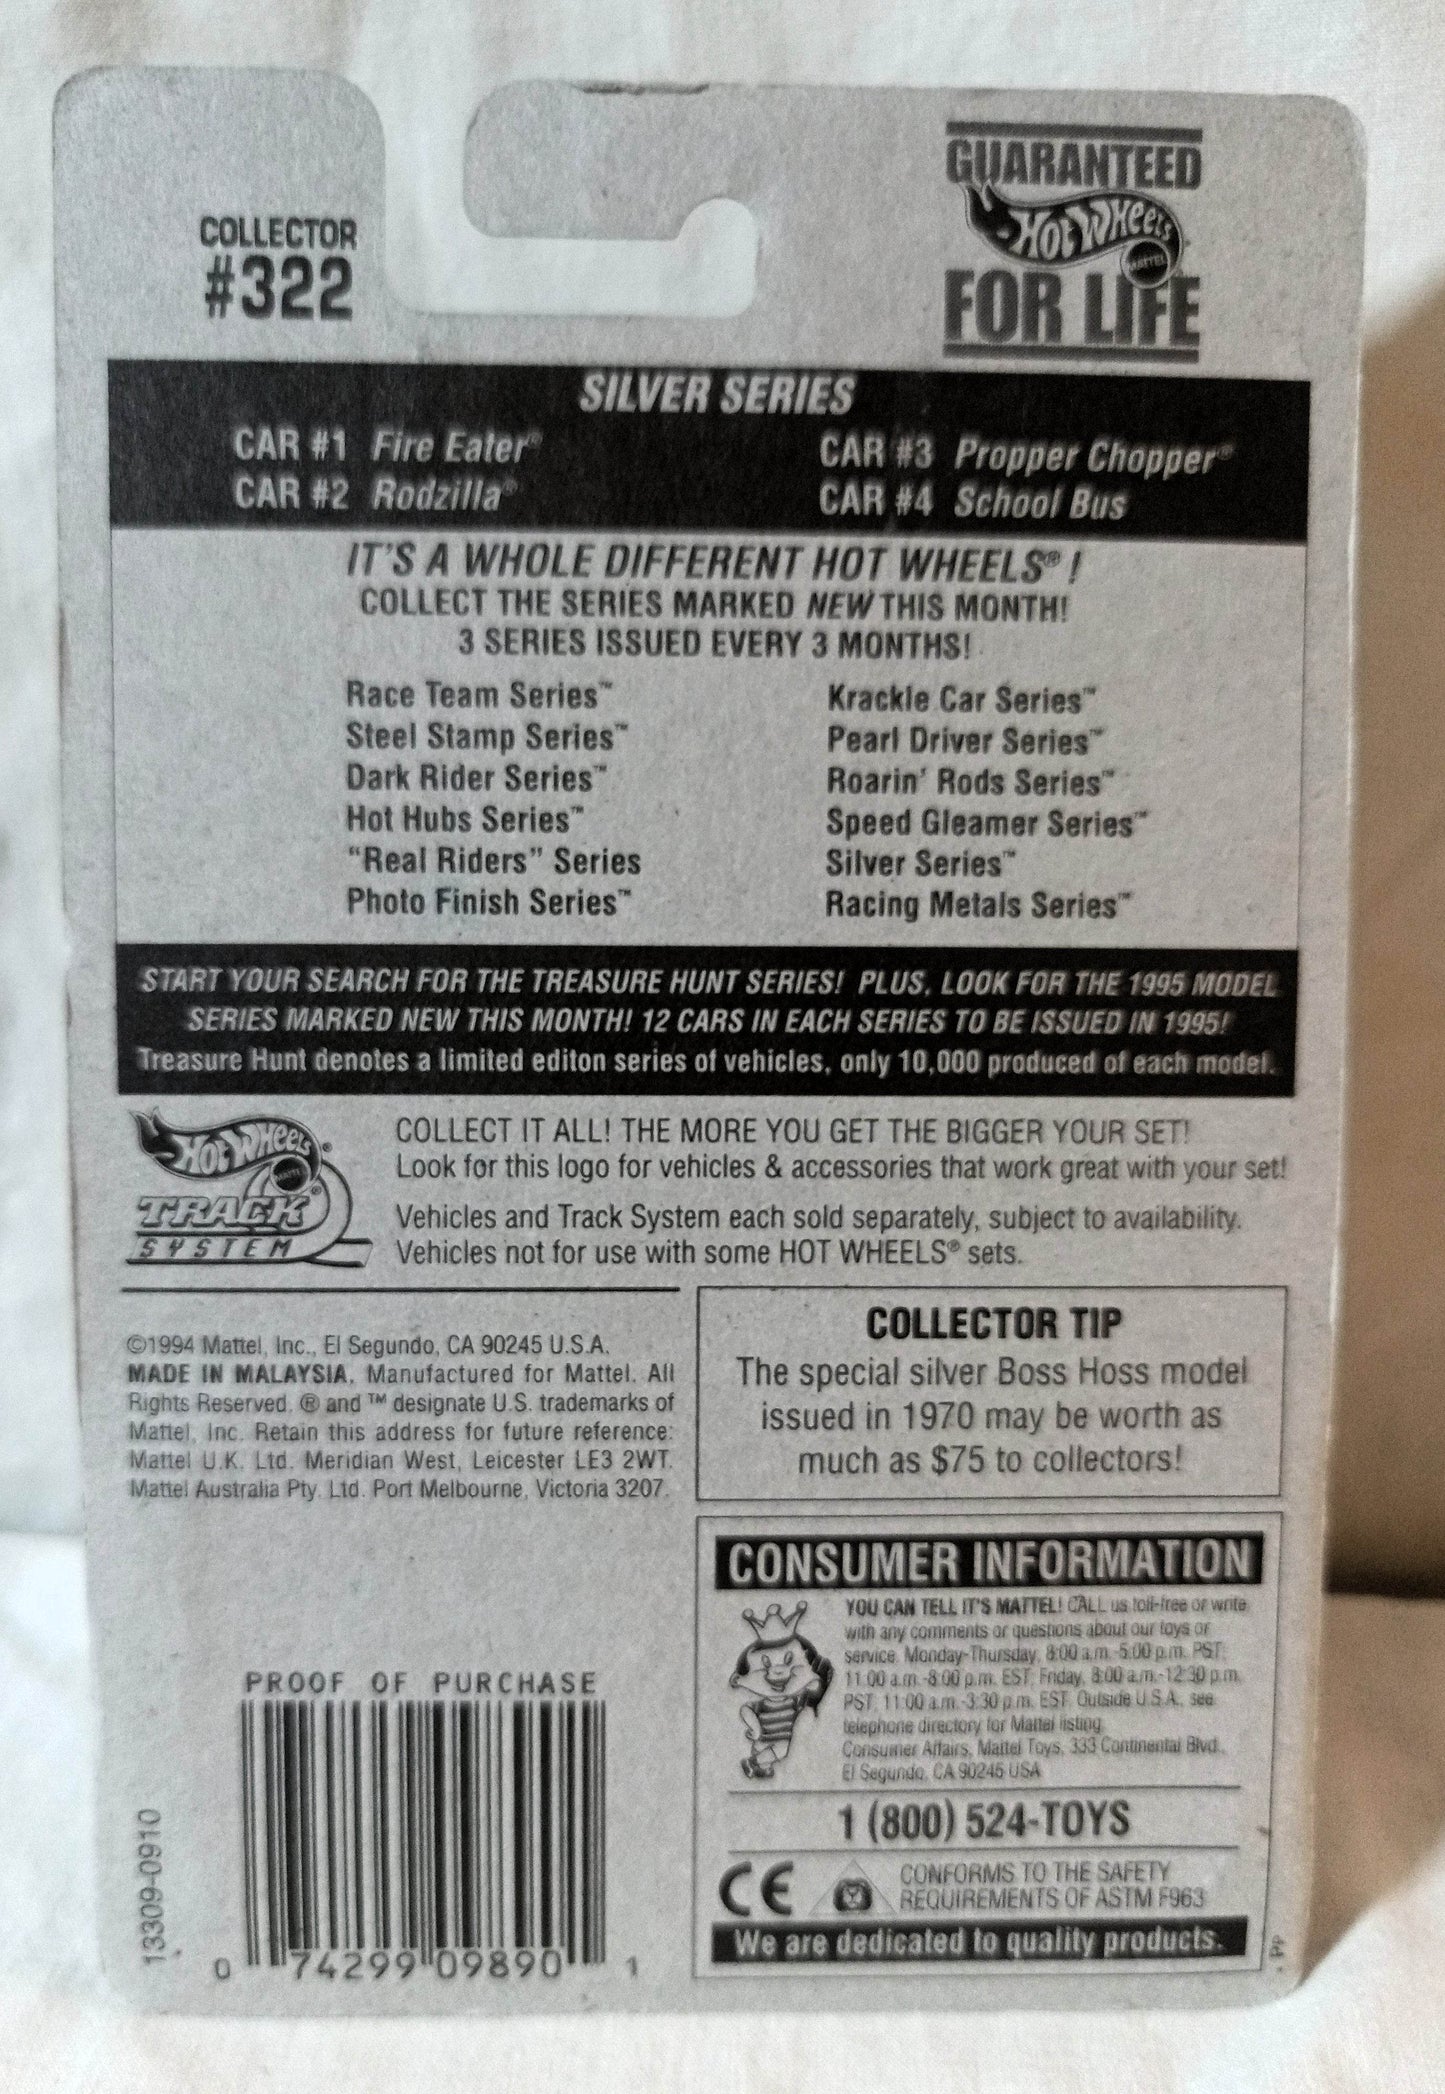 COLLECTOR
#322
GUARANTEED
HOT WHEELS
MATTEL
FOR LIFE
SILVER SERIES
CAR #1 Fire Eater®
CAR #2 Rodzilla®
CAR #3 Propper Chopper®
CAR #4 School Bus
IT'S A WHOLE DIFFERENT HOT WHEELS® !
COLLECT THE SERIES MARKED NEW THIS MONTH!
3 SERIES ISSUED EVERY 3 MONTHS!
Race Team Series™
Steel Stamp Series™
Dark Rider Series™
Hot Hubs Series™
“Real Riders” Series
Photo Finish Series™
Krackle Car Series™
Pearl Driver Series™
Roarin' Rods Series™
Speed Gleamer Series™
Silver Series™
Racing Metals Series™
START YOUR SEARCH FOR THE TREASURE HUNT SERIES! PLUS, LOOK FOR THE 1995 MODEL
SERIES MARKED NEW THIS MONTH! 12 CARS IN EACH SERIES TO BE ISSUED IN 1995!
Treasure Hunt denotes a limited editon series of vehicles, only 10,000 produced of each model.
HOT WHEELS®
MATTEL
TRACK®
SYSTEM
COLLECT IT ALL! THE MORE YOU GET THE BIGGER YOUR SET!
Look for this logo for vehicles & accessories that work great with your set!
Vehicles and Track System each sold separately, subject to availability.
Vehicles not for use with some HOT WHEELS® sets.
©1994 Mattel, Inc., El Segundo, CA 90245 U.S.A.
MADE IN MALAYSIA. Manufactured for Mattel. All
Rights Reserved. ® and ™ designate U.S. trademarks of
Mattel, Inc. Retain this address for future reference:
Mattel U.K. Ltd. Meridian West, Leicester LE3 2WT.
Mattel Australia Pty. Ltd. Port Melbourne, Victoria 3207.
COLLECTOR TIP
The special silver Boss Hoss model
issued in 1970 may be worth as
much as $75 to collectors!
CONSUMER INFORMATION
YOU CAN TELL IT'S MATTEL! CALL us toll-free or write
with any comments or questions about our toys or
service. Monday-Thursday, 8:00 a.m.-5:00 p.m. PST;
11:00 a.m.-8:00 p.m. EST; Friday, 8:00 a.m.-12:30 p.m.
PST, 11:00 a.m.-3:30 p.m. EST. Outside U.S.A., see
telephone directory for Mattel listing.
Consumer Affairs, Mattel Toys, 333 Continental Blvd.,
El Segundo, CA 90245 USA
1 (800) 524-TOYS
CE
CONFORMS TO THE SAFETY
REQUIREMENTS OF ASTM F963
We are dedicated to quality products.
PROOF OF PURCHASE
0 74299 09890 1
13309-0910